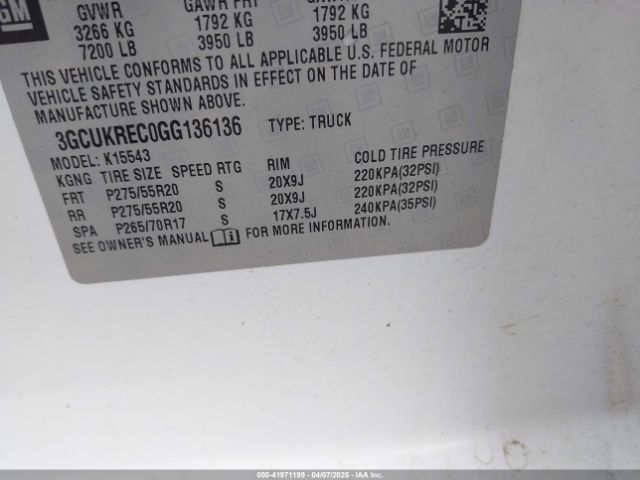 GM
GVWR GAWR FRT
3266 KG 1792 KG 1792 KG
7200 LB 3950 LB 3950 LB
THIS VEHICLE CONFORMS TO ALL APPLICABLE U.S. FEDERAL MOTOR
VEHICLE SAFETY STANDARDS IN EFFECT ON THE DATE OF
MANUFACTURE SHOWN ABOVE.
3GCUKREC0GG136136 TYPE: TRUCK
MODEL: K15543
KGNG TIRE SIZE SPEED RTG RIM COLD TIRE PRESSURE
FRT P275/55R20 S 20X9J 220KPA(32PSI)
RR P275/55R20 S 20X9J 220KPA(32PSI)
SPA P265/70R17 S 17X7.5J 240KPA(35PSI)
SEE OWNER'S MANUAL FOR MORE INFORMATION.
000-41971199 - 04/07/2025 - IAAI.COM